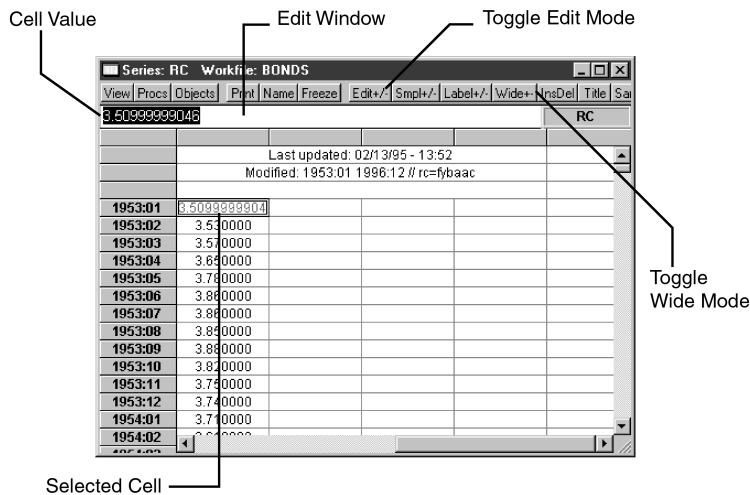 Cell Value
Edit Window
Toggle Edit Mode
Series: RC Workfile: BONDS
View Procs Objects Print Name Freeze Edit+/- Smpl+/- Label+/- Wide+- InsDel Title
3.50999999046 RC
Last updated: 02/13/95 - 13:52
Modified: 1953:01 1996:12 // rc=fybaac
1953:01 3.5099999904
1953:02 3.530000
1953:03 3.570000
1953:04 3.650000
1953:05 3.780000
1953:06 3.860000
1953:07 3.860000
1953:08 3.850000
1953:09 3.880000
1953:10 3.820000
1953:11 3.750000
1953:12 3.740000
1954:01 3.710000
1954:02
Toggle
Wide Mode
Selected Cell